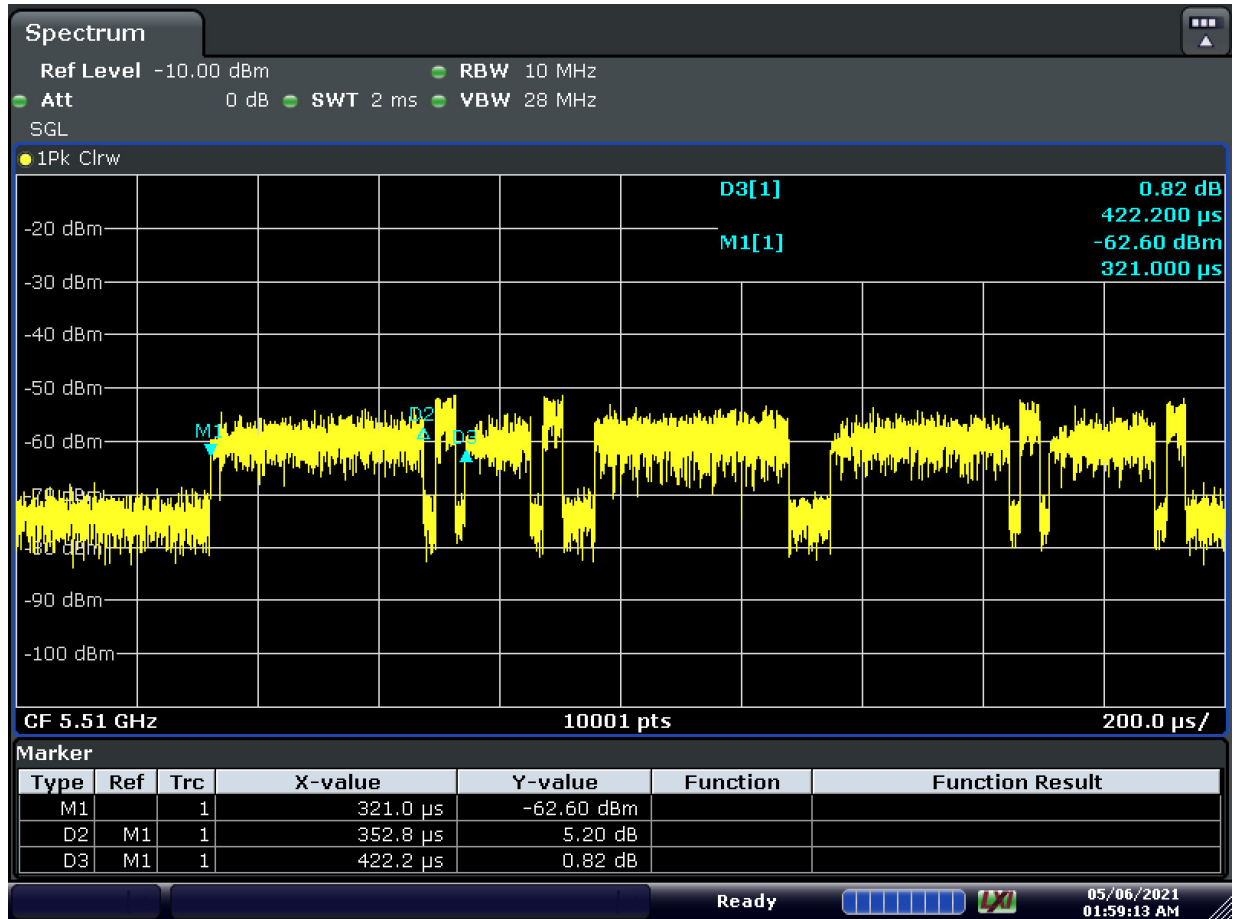 Spectrum
Ref Level -10.00 dBm RBW 10 MHz
Att 0 dB SWT 2 ms VBW 28 MHz
SGL
1Pk Clrw
D3[1] 0.82 dB
422.200 µs
-20 dBm
M1[1] -62.60 dBm
321.000 µs
-30 dBm
-40 dBm
-50 dBm
D2
M1
D3
-60 dBm
-70 dBm
-80 dBm
-90 dBm
-100 dBm
CF 5.51 GHz 10001 pts 200.0 µs/
Marker
Type Ref Trc X-value Y-value Function Function Result
M1 1 321.0 µs -62.60 dBm
D2 M1 1 352.8 µs 5.20 dB
D3 M1 1 422.2 µs 0.82 dB
Ready LXI 05/06/2021
01:59:13 AM